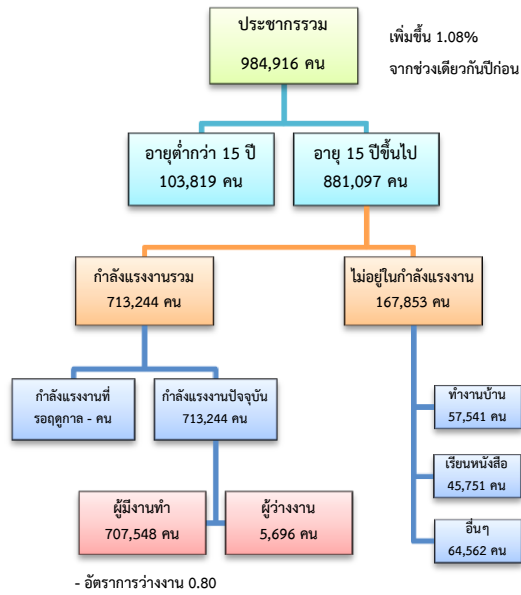 ประชากรรวม
984,916 คน
เพิ่มขึ้น 1.08%
จากช่วงเดียวกันปีก่อน
อายุต่ำกว่า 15 ปี
103,819 คน
อายุ 15 ปีขึ้นไป
881,097 คน
กำลังแรงงานรวม
713,244 คน
ไม่อยู่ในกำลังแรงงาน
167,853 คน
กำลังแรงงานที่
รอฤดูกาล - คน
กำลังแรงงานปัจจุบัน
713,244 คน
ทำงานบ้าน
57,541 คน
เรียนหนังสือ
45,751 คน
อื่นๆ
64,562 คน
ผู้มีงานทำ
707,548 คน
ผู้ว่างงาน
5,696 คน
- อัตราการว่างงาน 0.80